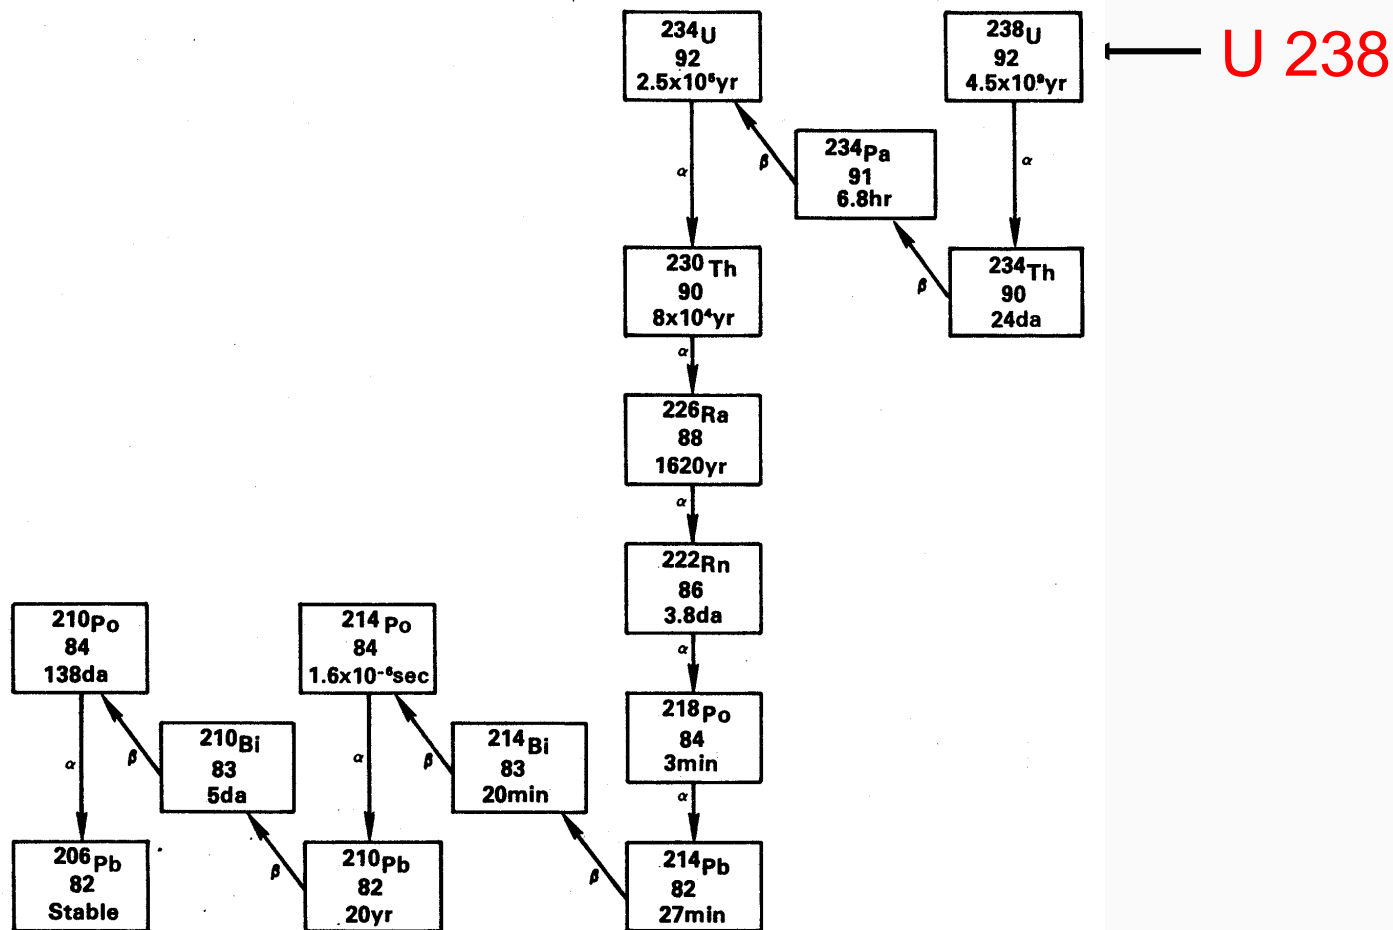 234U
92
2.5x10⁵yr
238U
92
4.5x10⁹yr
U 238
234Pa
91
6.8hr
α
β
α
230Th
90
8x10⁴yr
234Th
90
24da
β
α
226Ra
88
1620yr
α
222Rn
86
3.8da
α
210Po
84
138da
214Po
84
1.6x10⁻⁶sec
218Po
84
3min
210Bi
83
5da
214Bi
83
20min
α
β
α
β
α
206Pb
82
Stable
β
210Pb
82
20yr
β
214Pb
82
27min